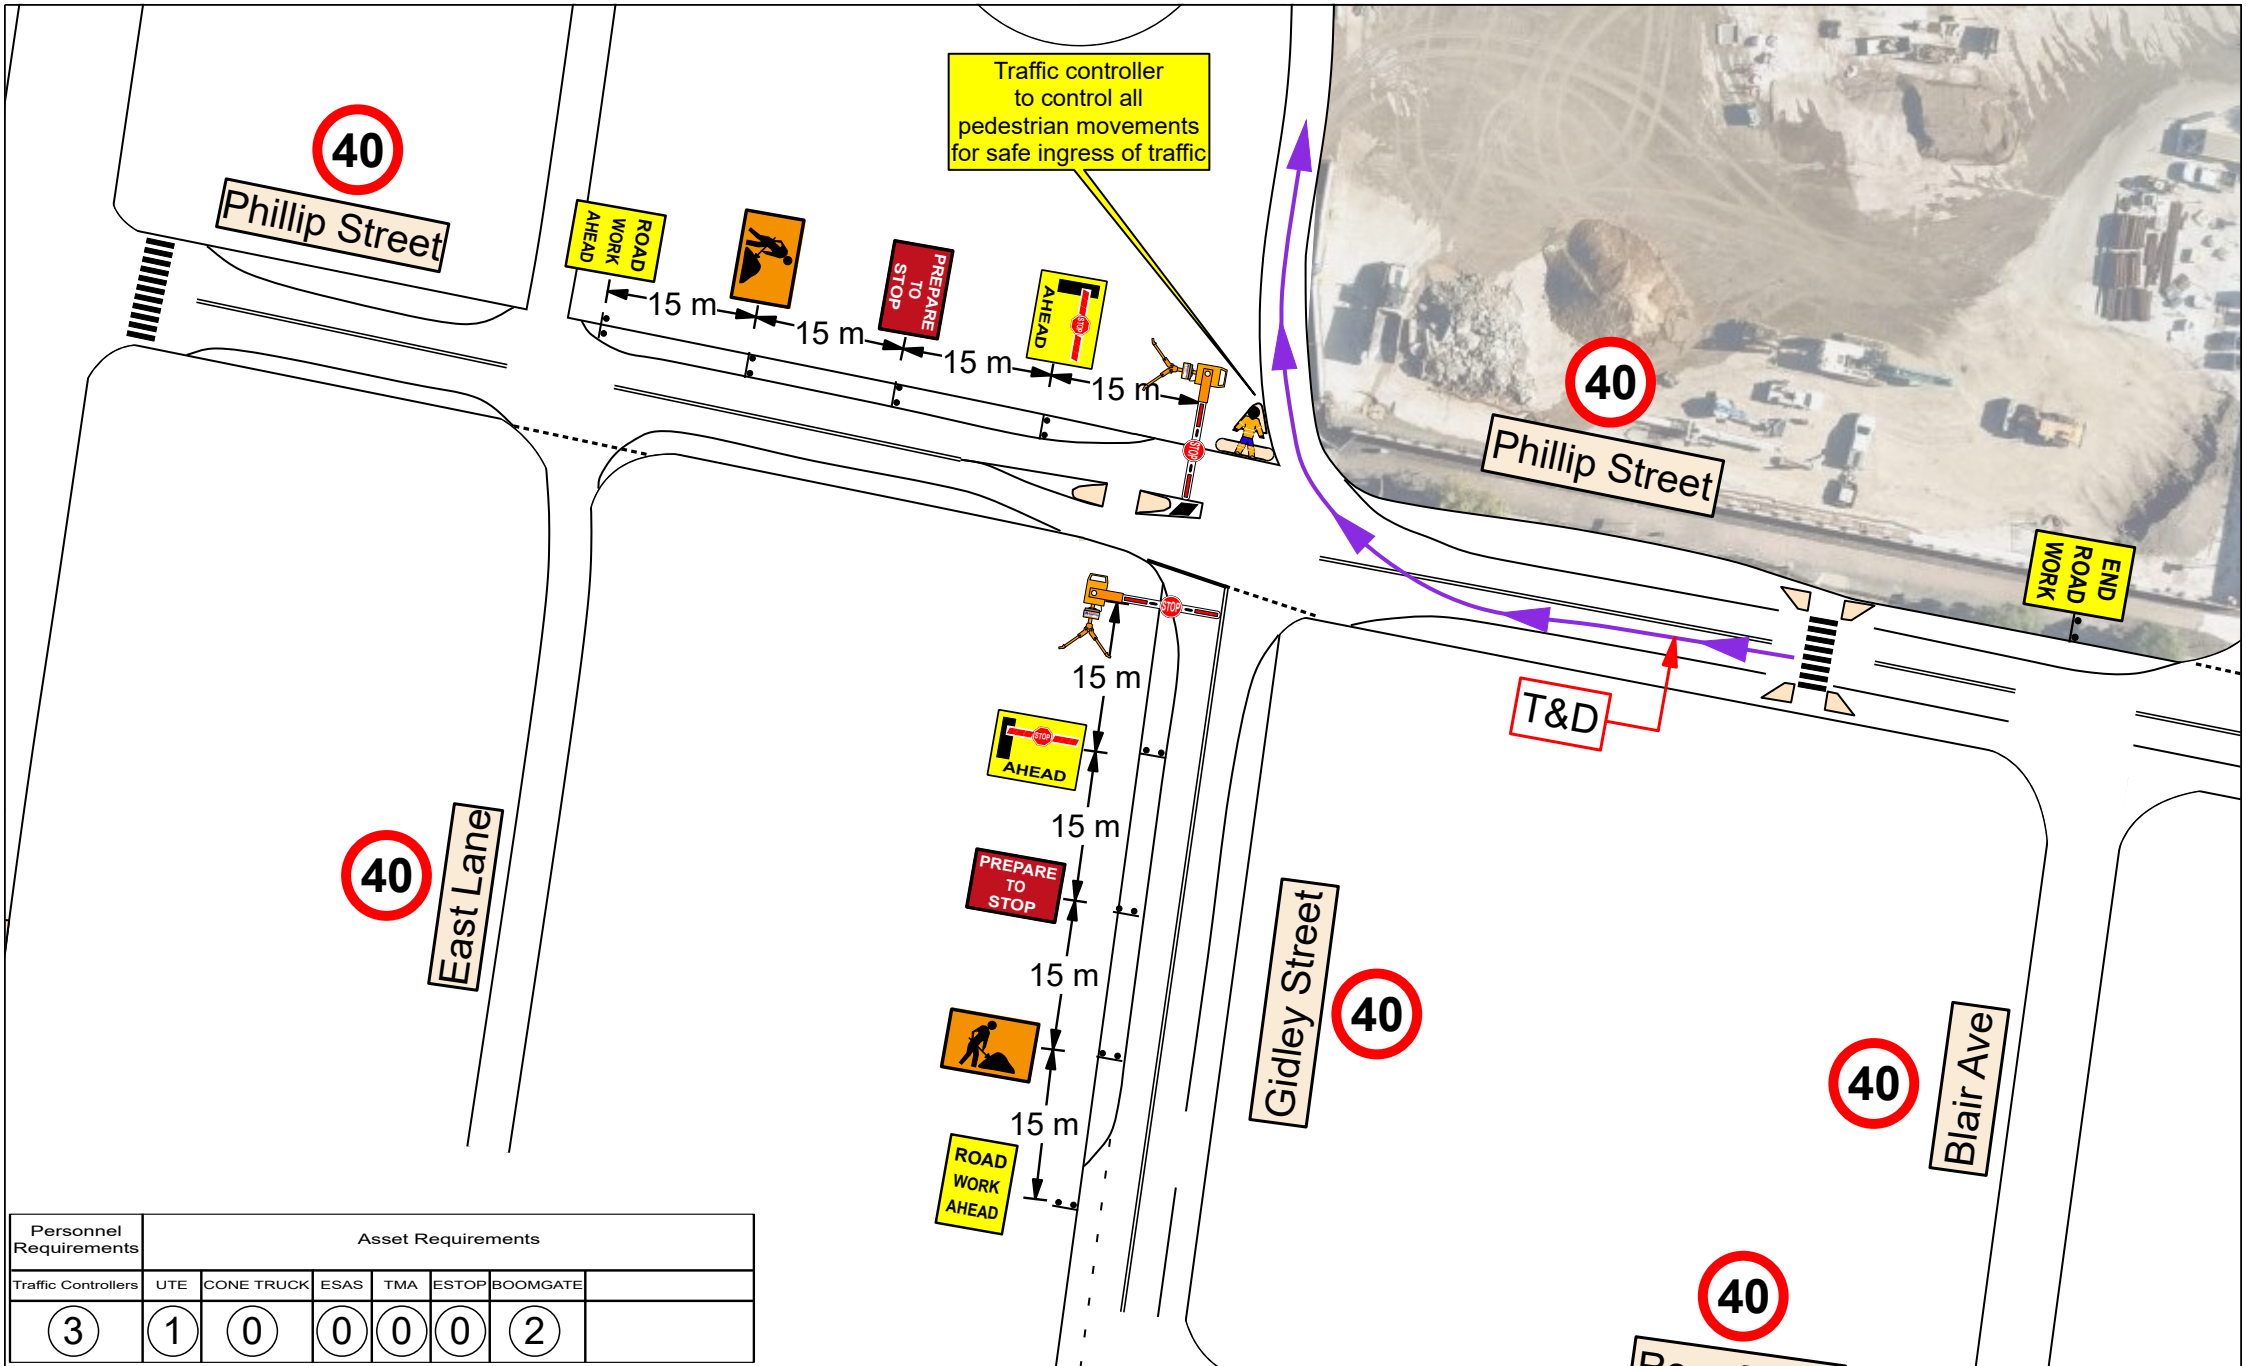 Traffic controller
to control all
pedestrian movements
for safe ingress of traffic
40
Phillip Street
ROAD
WORK
AHEAD
15 m
15 m
PREPARE
TO
STOP
15 m
STOP
AHEAD
15 m
STOP
40
Phillip Street
END
ROAD
WORK
STOP
15 m
T&D
STOP
AHEAD
15 m
PREPARE
TO
STOP
15 m
15 m
ROAD
WORK
AHEAD
40
East Lane
Gidley Street
40
40
Blair Ave
40
Personnel
Requirements
Asset Requirements
Traffic Controllers UTE CONE TRUCK ESAS TMA ESTOP BOOMGATE
3 1 0 0 0 0 2